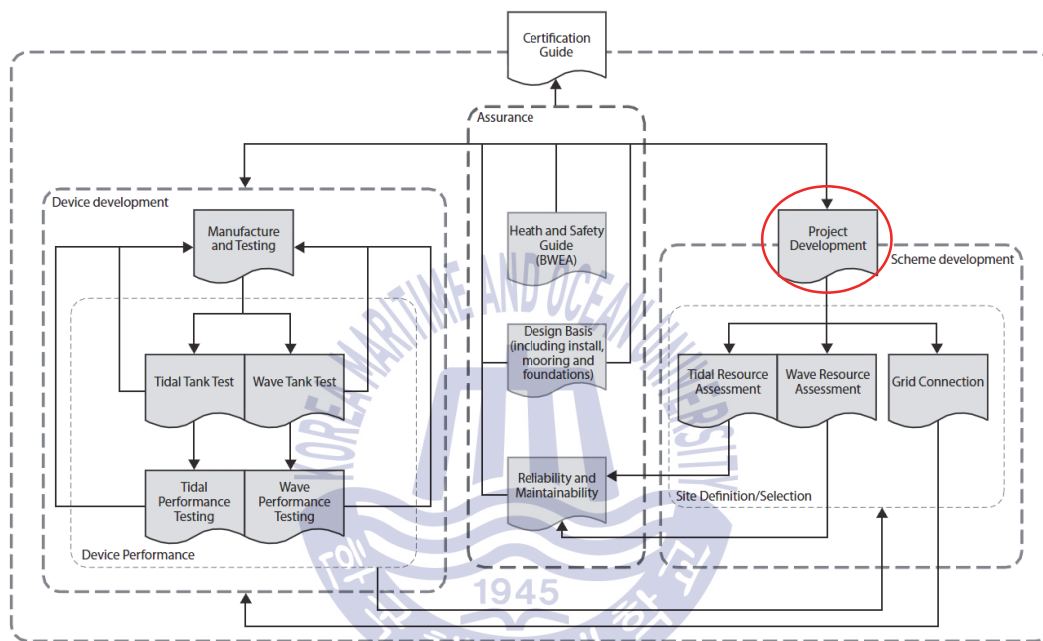 Certification
Guide
Assurance
Device development
Manufacture
and Testing
Heath and Safety
Guide
(BWEA)
Project
Development
Scheme development
Tidal Tank Test
Wave Tank Test
Design Basis
(including install,
mooring and
foundations)
Tidal Resource
Assessment
Wave Resource
Assessment
Grid Connection
Tidal
Performance
Testing
Wave
Performance
Testing
Reliability and
Maintainability
Site Definition/Selection
Device Performance
KOREA MARITIME AND OCEAN UNIVERSITY
1945